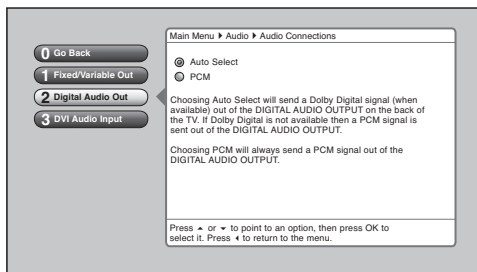 0 Go Back
1 Fixed/Variable Out
2 Digital Audio Out
3 DVI Audio Input
Main Menu ▶ Audio ▶ Audio Connections
Auto Select
PCM
Choosing Auto Select will send a Dolby Digital signal (when
available) out of the DIGITAL AUDIO OUTPUT on the back of
the TV. If Dolby Digital is not available then a PCM signal is
sent out of the DIGITAL AUDIO OUTPUT.
Choosing PCM will always send a PCM signal out of the
DIGITAL AUDIO OUTPUT.
Press ▲ or ▼ to point to an option, then press OK to
select it. Press ◀ to return to the menu.